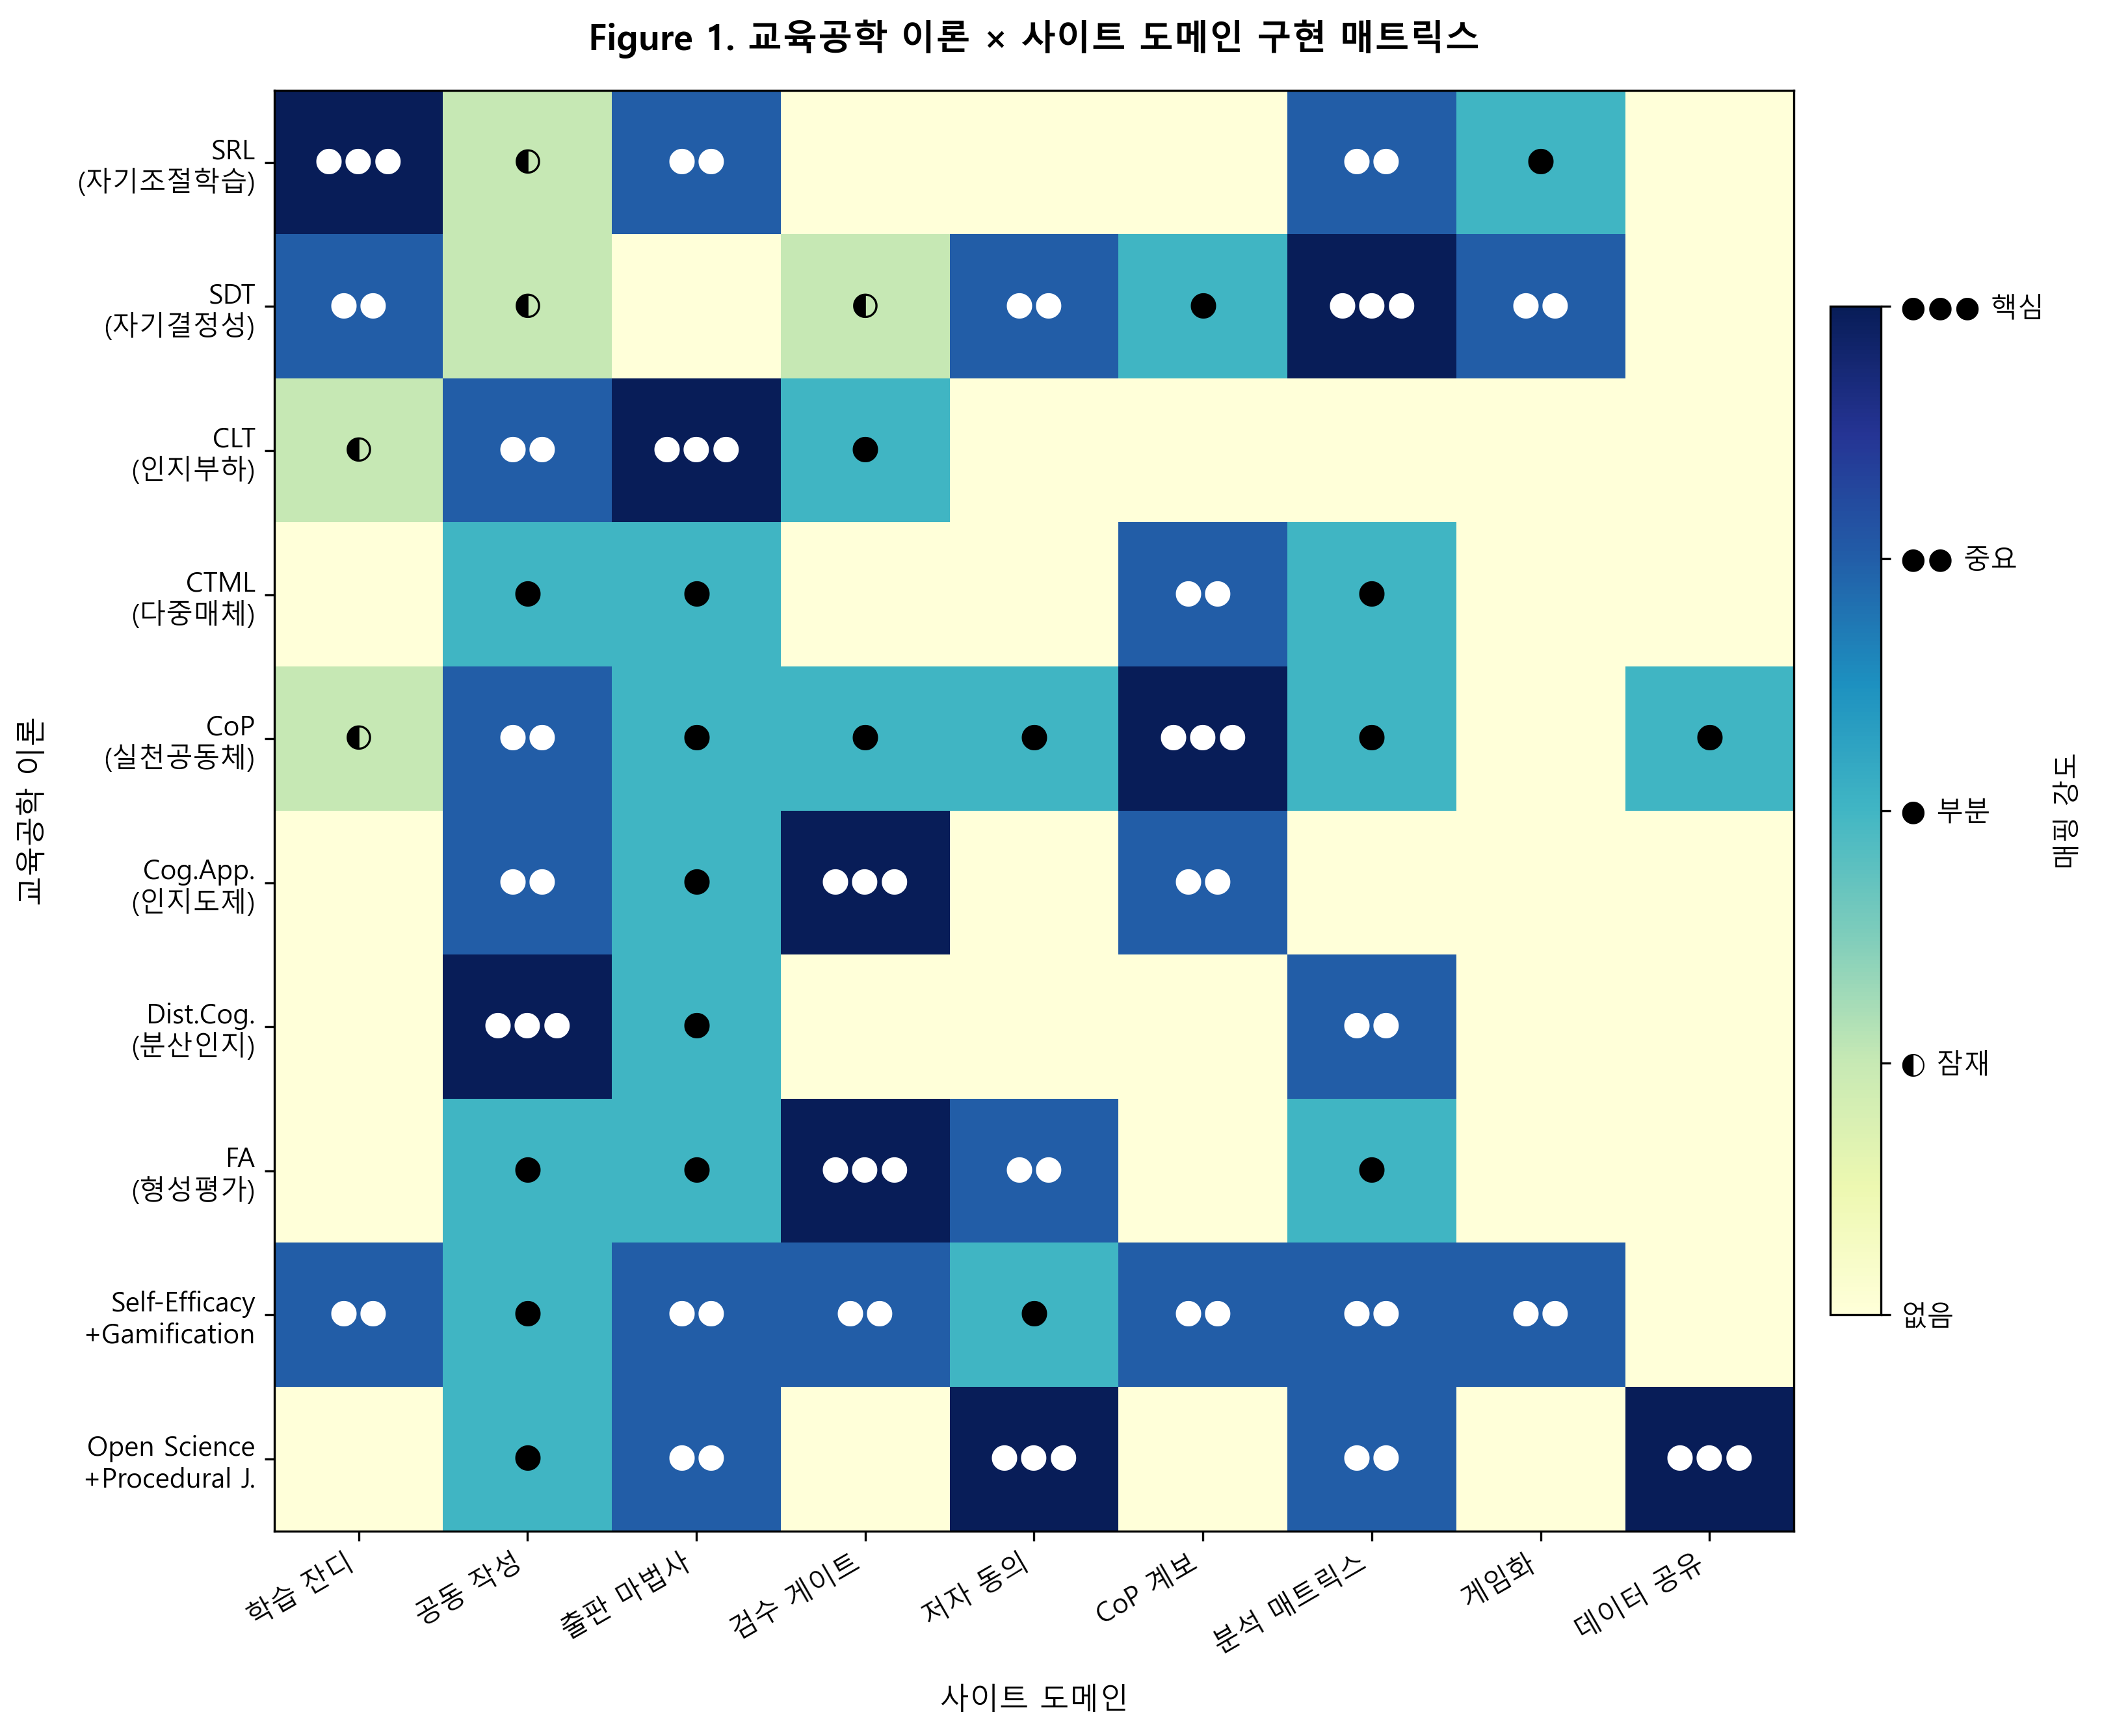 Figure 1. 교육공학 이론 × 사이트 도메인 구현 매트릭스
교육공학 이론
SRL
(자기조절학습)
●●● ◐ ●● ●● ●
SDT
(자기결정성)
●● ◐ ◐ ●● ● ●●● ●●
CLT
(인지부하)
◐ ●● ●●● ●
CTML
(다중매체)
● ● ●● ●
CoP
(실천공동체)
◐ ●● ● ● ● ●●● ● ●
Cog.App.
(인지도제)
●● ● ●●● ●●
Dist.Cog.
(분산인지)
●●● ● ●●
FA
(형성평가)
● ● ●●● ●● ●
Self-Efficacy
+Gamification
●● ● ●● ●● ● ●● ●● ●●
Open Science
+Procedural J.
● ●● ●●● ●● ●●●
학습 잔디
공동 작성
출판 마법사
검수 게이트
저자 동의
CoP 계보
분석 매트릭스
게임화
데이터 공유
사이트 도메인
●●● 핵심
●● 중요
● 부분
◐ 잠재
없음
매핑 강도